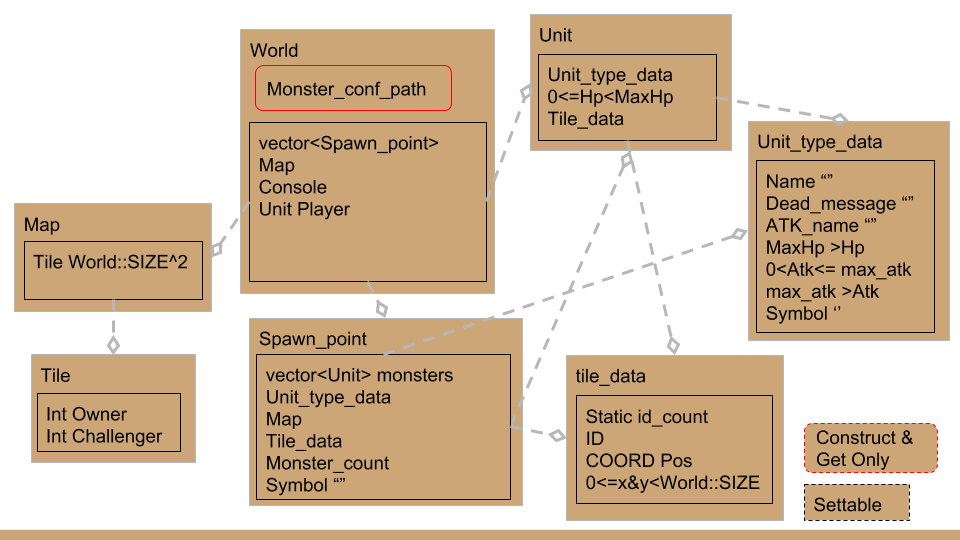 World
Monster_conf_path
vector<Spawn_point>
Map
Console
Unit Player
Unit
Unit_type_data
0<=Hp<MaxHp
Tile_data
Unit_type_data
Name “”
Dead_message “”
ATK_name “”
MaxHp >Hp
0<Atk<= max_atk
max_atk >Atk
Symbol ‘’
Map
Tile World::SIZE^2
Tile
Int Owner
Int Challenger
Spawn_point
vector<Unit> monsters
Unit_type_data
Map
Tile_data
Monster_count
Symbol “”
tile_data
Static id_count
ID
COORD Pos
0<=x&y<World::SIZE
Construct &
Get Only
Settable